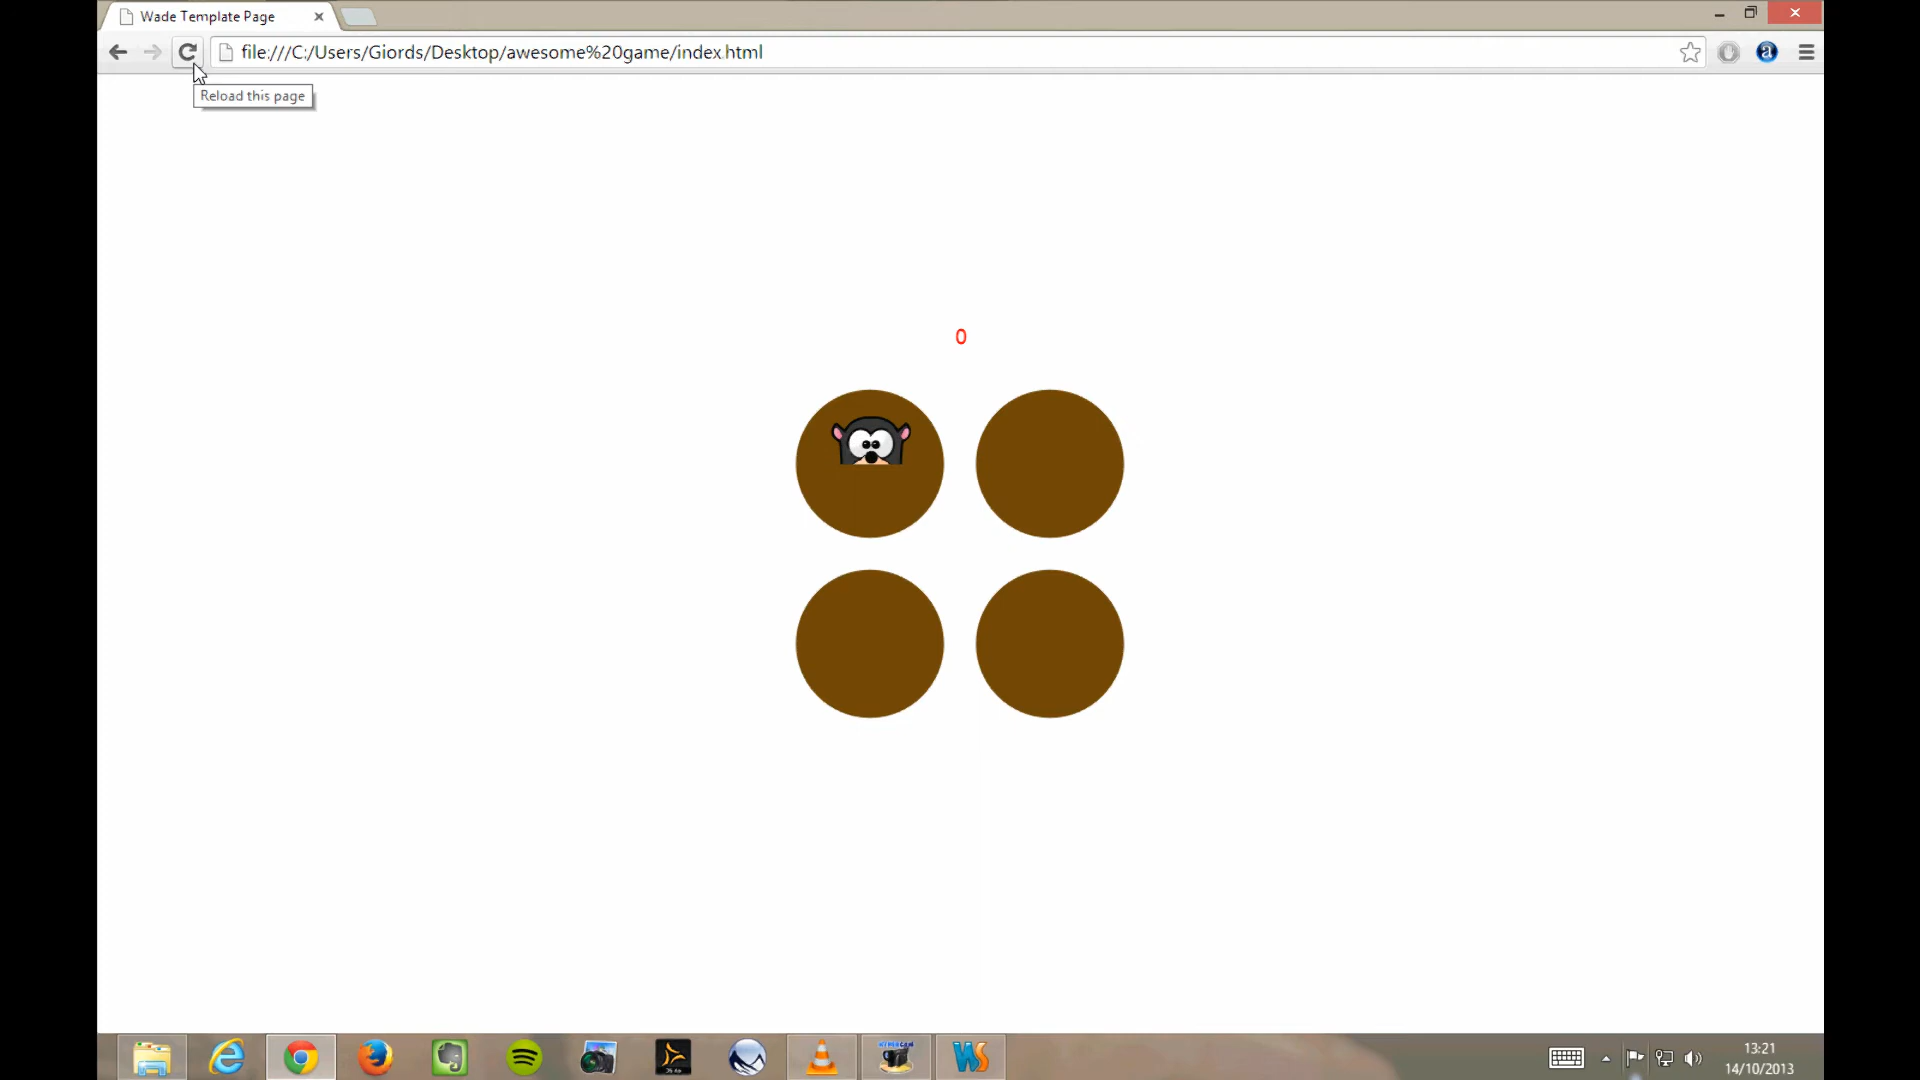 Wade Template Page
file:///C:/Users/Giords/Desktop/awesome%20game/index.html
Reload this page
0
13:21
14/10/2013